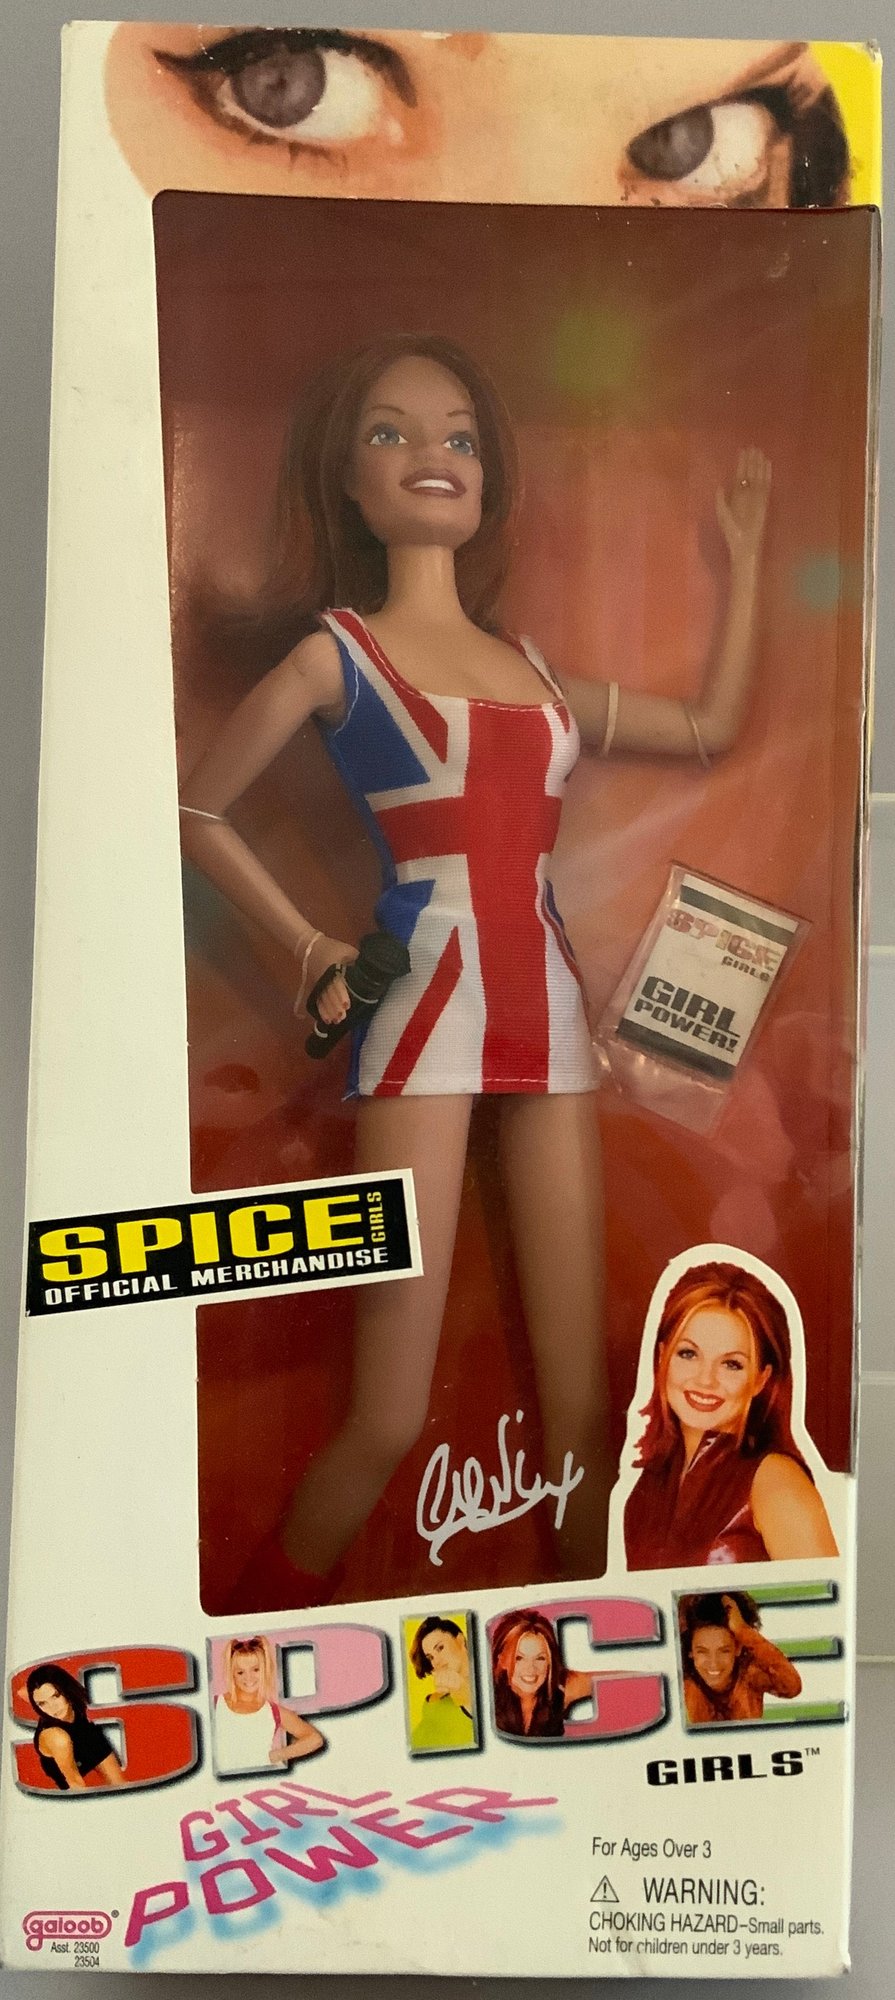 SPICE
GIRLS
GIRL
POWER!
SPICE GIRLS
OFFICIAL MERCHANDISE
SPICE
GIRLS™
GIRL
POWER
For Ages Over 3
⚠ WARNING:
CHOKING HAZARD–Small parts.
Not for children under 3 years.
galoob®
Asst. 23500
23504